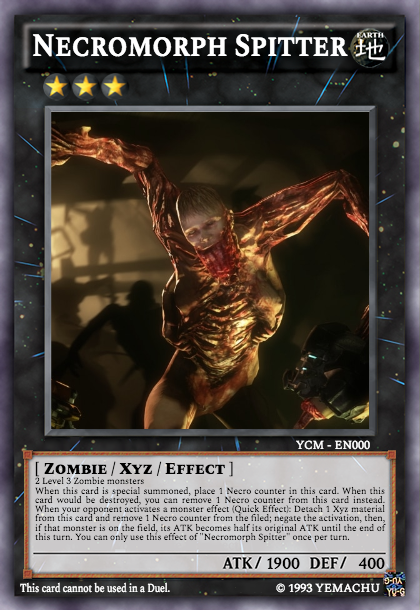 Necromorph Spitter
EARTH
地
YCM - EN000
[ Zombie / Xyz / Effect ]
2 Level 3 Zombie monsters
When this card is special summoned, place 1 Necro counter in this card. When this
card would be destroyed, you can remove 1 Necro counter from this card instead.
When your opponent activates a monster effect (Quick Effect): Detach 1 Xyz material
from this card and remove 1 Necro counter from the filed; negate the activation, then,
if that monster is on the field, its ATK becomes half its original ATK until the end of
this turn. You can only use this effect of "Necromorph Spitter" once per turn.
ATK/ 1900 DEF/ 400
This card cannot be used in a Duel.
© 1993 YEMACHU